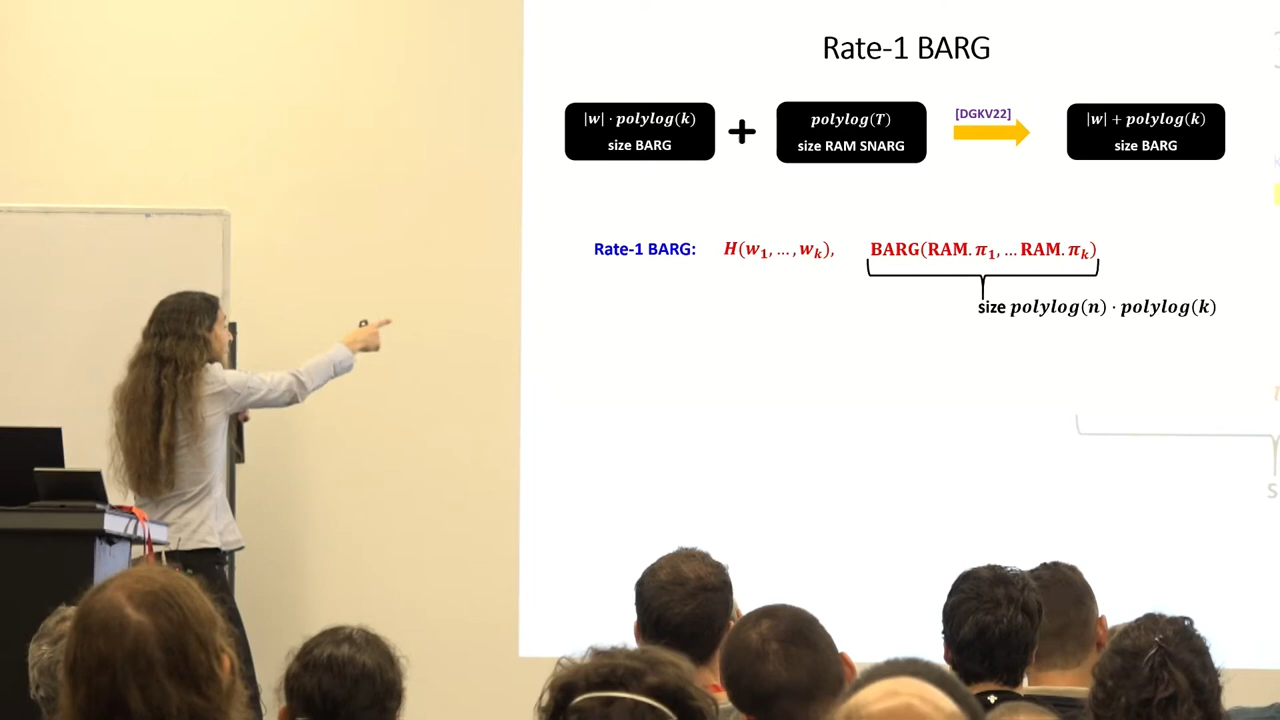 Rate-1 BARG
|w| · polylog(k)
size BARG
+
polylog(T)
size RAM SNARG
[DGKV22]
|w| + polylog(k)
size BARG
Rate-1 BARG: H(w₁, …, wₖ), BARG(RAM. π₁, … RAM. πₖ)
size polylog(n) · polylog(k)